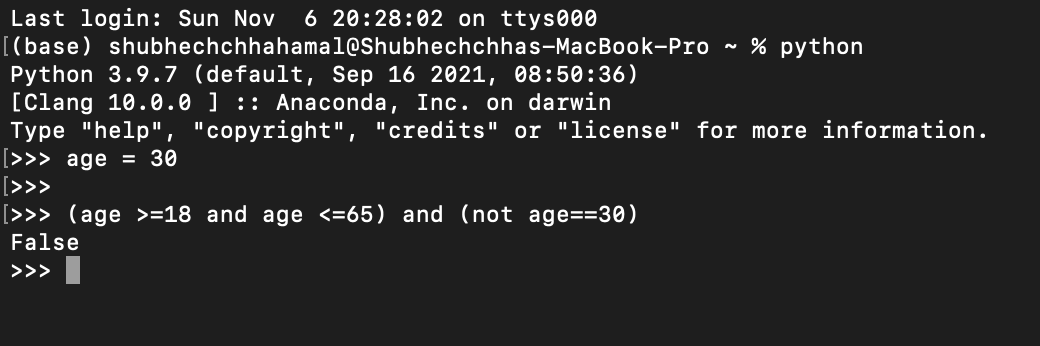 Last login: Sun Nov  6 20:28:02 on ttys000
[(base) shubhechchhahamal@Shubhechchhas-MacBook-Pro ~ % python
Python 3.9.7 (default, Sep 16 2021, 08:50:36)
[Clang 10.0.0 ] :: Anaconda, Inc. on darwin
Type "help", "copyright", "credits" or "license" for more information.
[>>> age = 30
[>>>
[>>> (age >=18 and age <=65) and (not age==30)
False
>>>